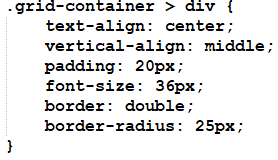 .grid-container > div {
    text-align: center;
    vertical-align: middle;
    padding: 20px;
    font-size: 36px;
    border: double;
    border-radius: 25px;
}